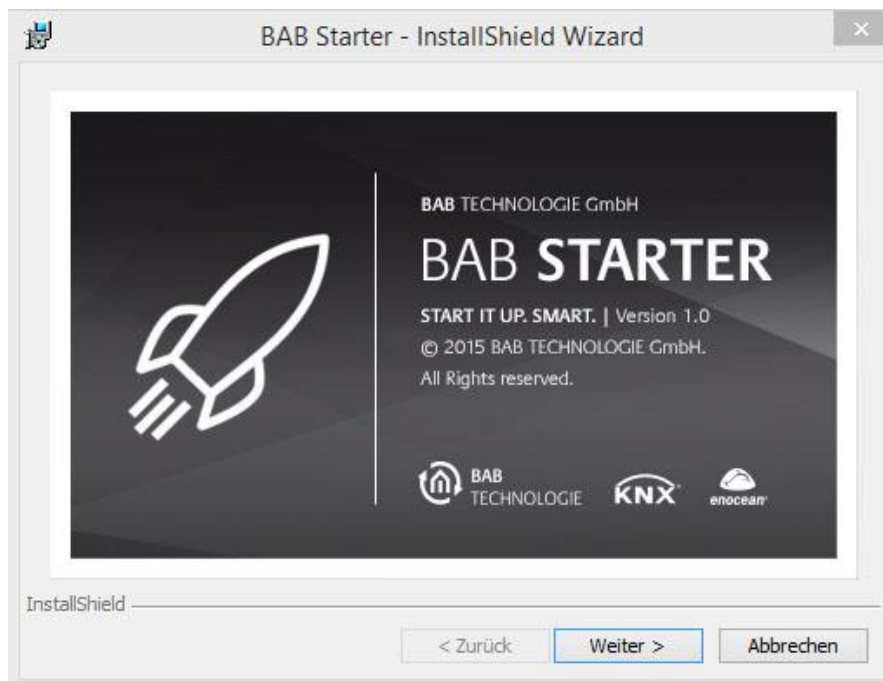 BAB Starter - InstallShield Wizard
BAB TECHNOLOGIE GmbH
BAB STARTER
START IT UP. SMART. | Version 1.0
© 2015 BAB TECHNOLOGIE GmbH.
All Rights reserved.
BAB
TECHNOLOGIE
KNX
enocean
InstallShield
< Zurück
Weiter >
Abbrechen